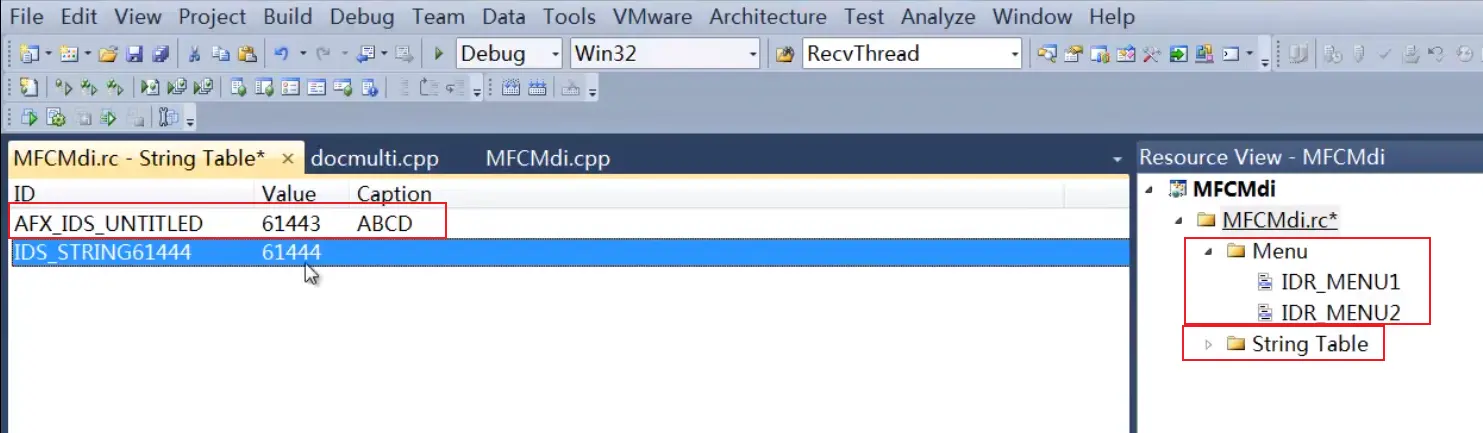 File Edit View Project Build Debug Team Data Tools VMware Architecture Test Analyze Window Help
Debug Win32 RecvThread
MFCMdi.rc - String Table* × docmulti.cpp MFCMdi.cpp
ID Value Caption
AFX_IDS_UNTITLED 61443 ABCD
IDS_STRING61444 61444
Resource View - MFCMdi
MFCMdi
MFCMdi.rc*
Menu
IDR_MENU1
IDR_MENU2
String Table